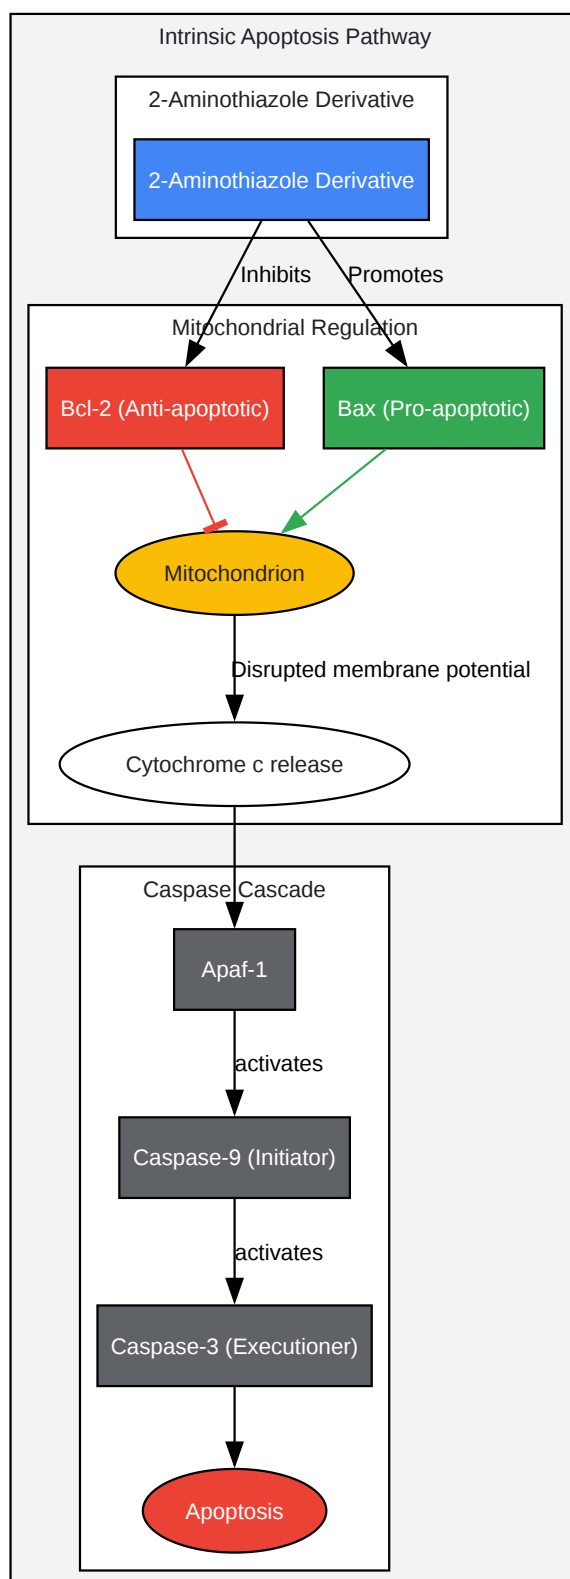 Intrinsic Apoptosis Pathway
2-Aminothiazole Derivative
2-Aminothiazole Derivative
Inhibits
Promotes
Mitochondrial Regulation
Bcl-2 (Anti-apoptotic)
Bax (Pro-apoptotic)
Mitochondrion
Disrupted membrane potential
Cytochrome c release
Caspase Cascade
Apaf-1
activates
Caspase-9 (Initiator)
activates
Caspase-3 (Executioner)
Apoptosis